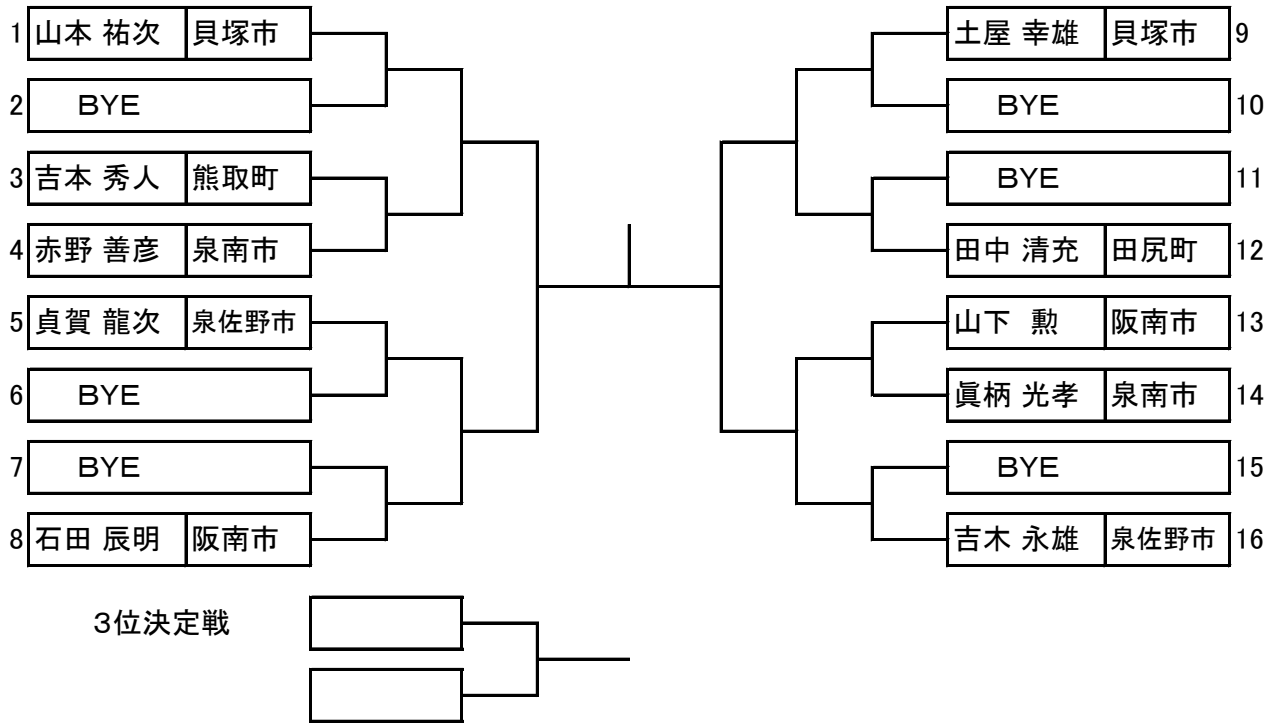 1 山本 祐次 貝塚市
2 BYE
3 吉本 秀人 熊取町
4 赤野 善彦 泉南市
5 貞賀 龍次 泉佐野市
6 BYE
7 BYE
8 石田 辰明 阪南市
土屋 幸雄 貝塚市 9
BYE 10
BYE 11
田中 清充 田尻町 12
山下 勲 阪南市 13
眞柄 光孝 泉南市 14
BYE 15
吉木 永雄 泉佐野市 16
3位決定戦